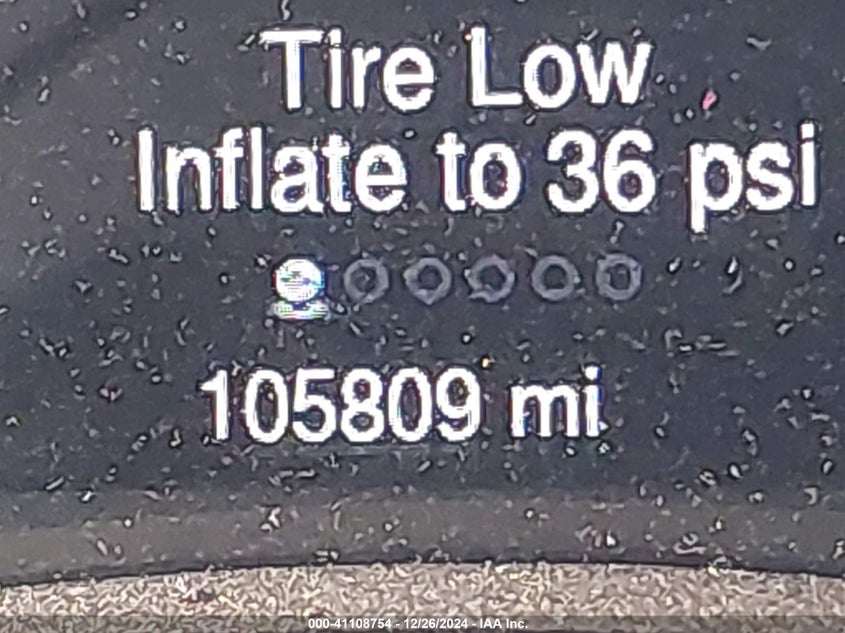 Tire Low
Inflate to 36 psi
105809 mi
000-41108754 - 12/26/2024 - IAA Inc.